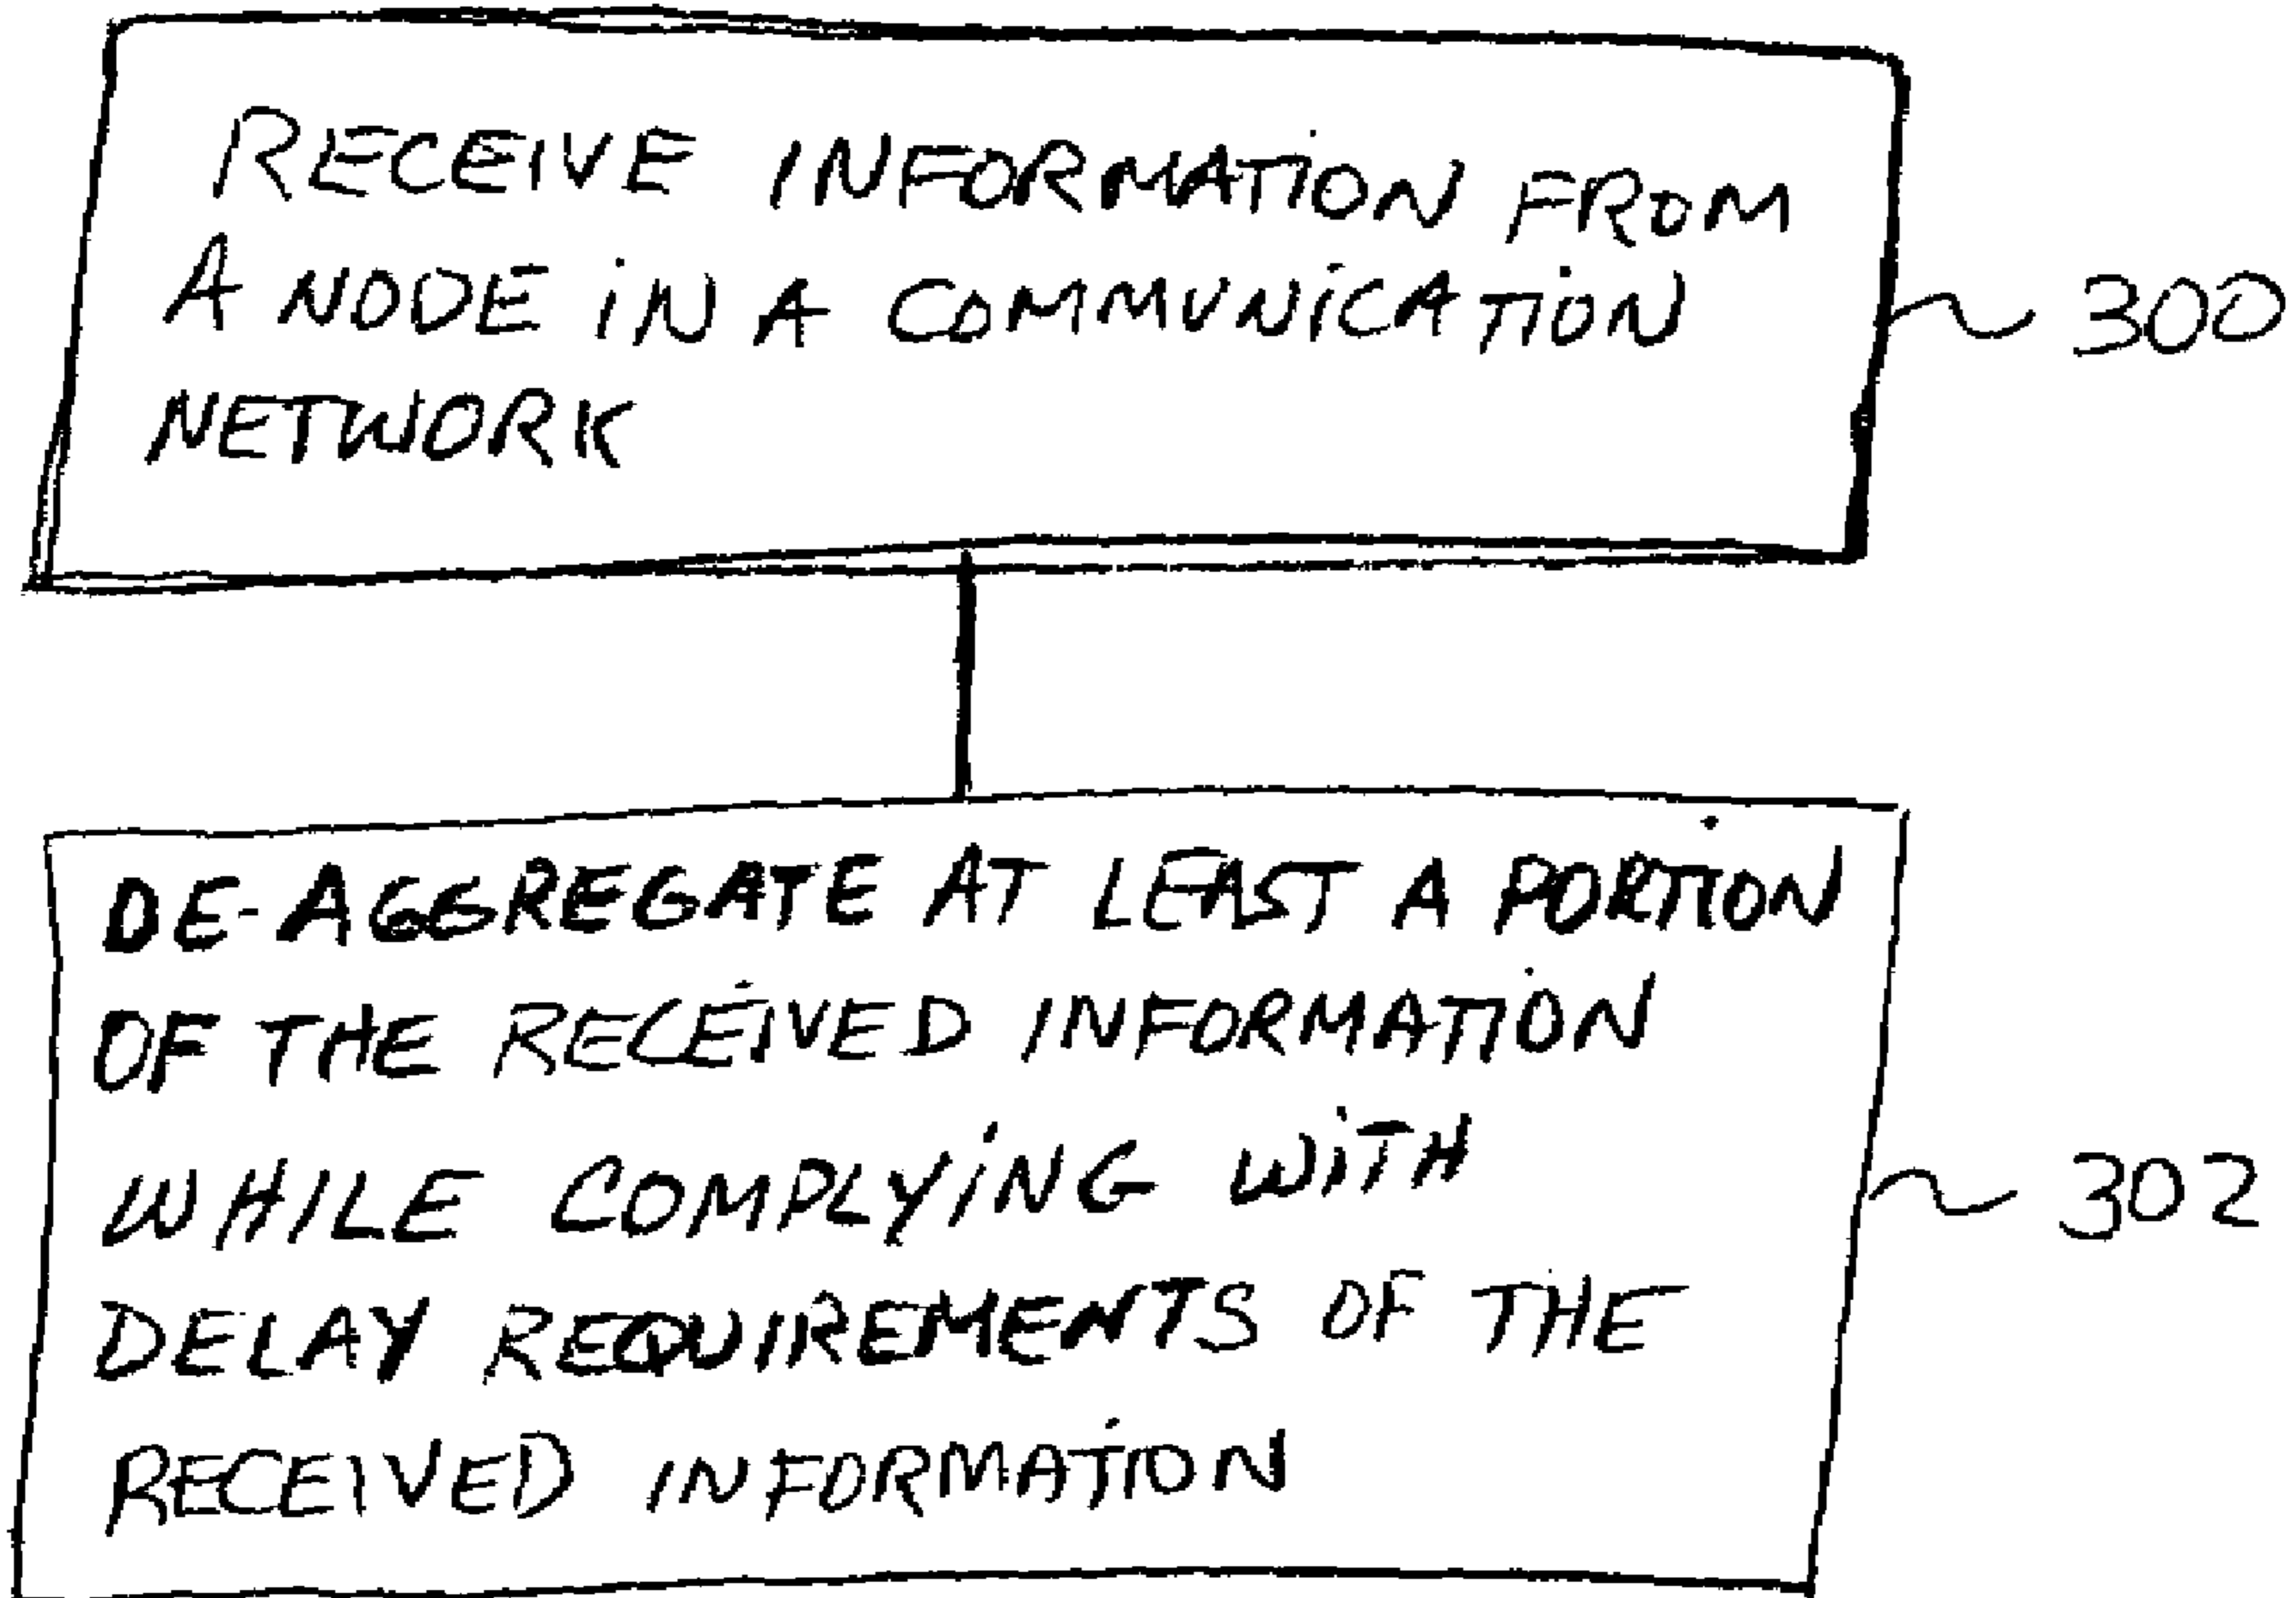 RECEIVE INFORMATION FROM
A NODE IN A COMMUNICATION
NETWORK
300
DE-AGGREGATE AT LEAST A PORTION
OF THE RECEIVED INFORMATION
WHILE COMPLYING WITH
DELAY REQUIREMENTS OF THE
RECEIVED INFORMATION
302